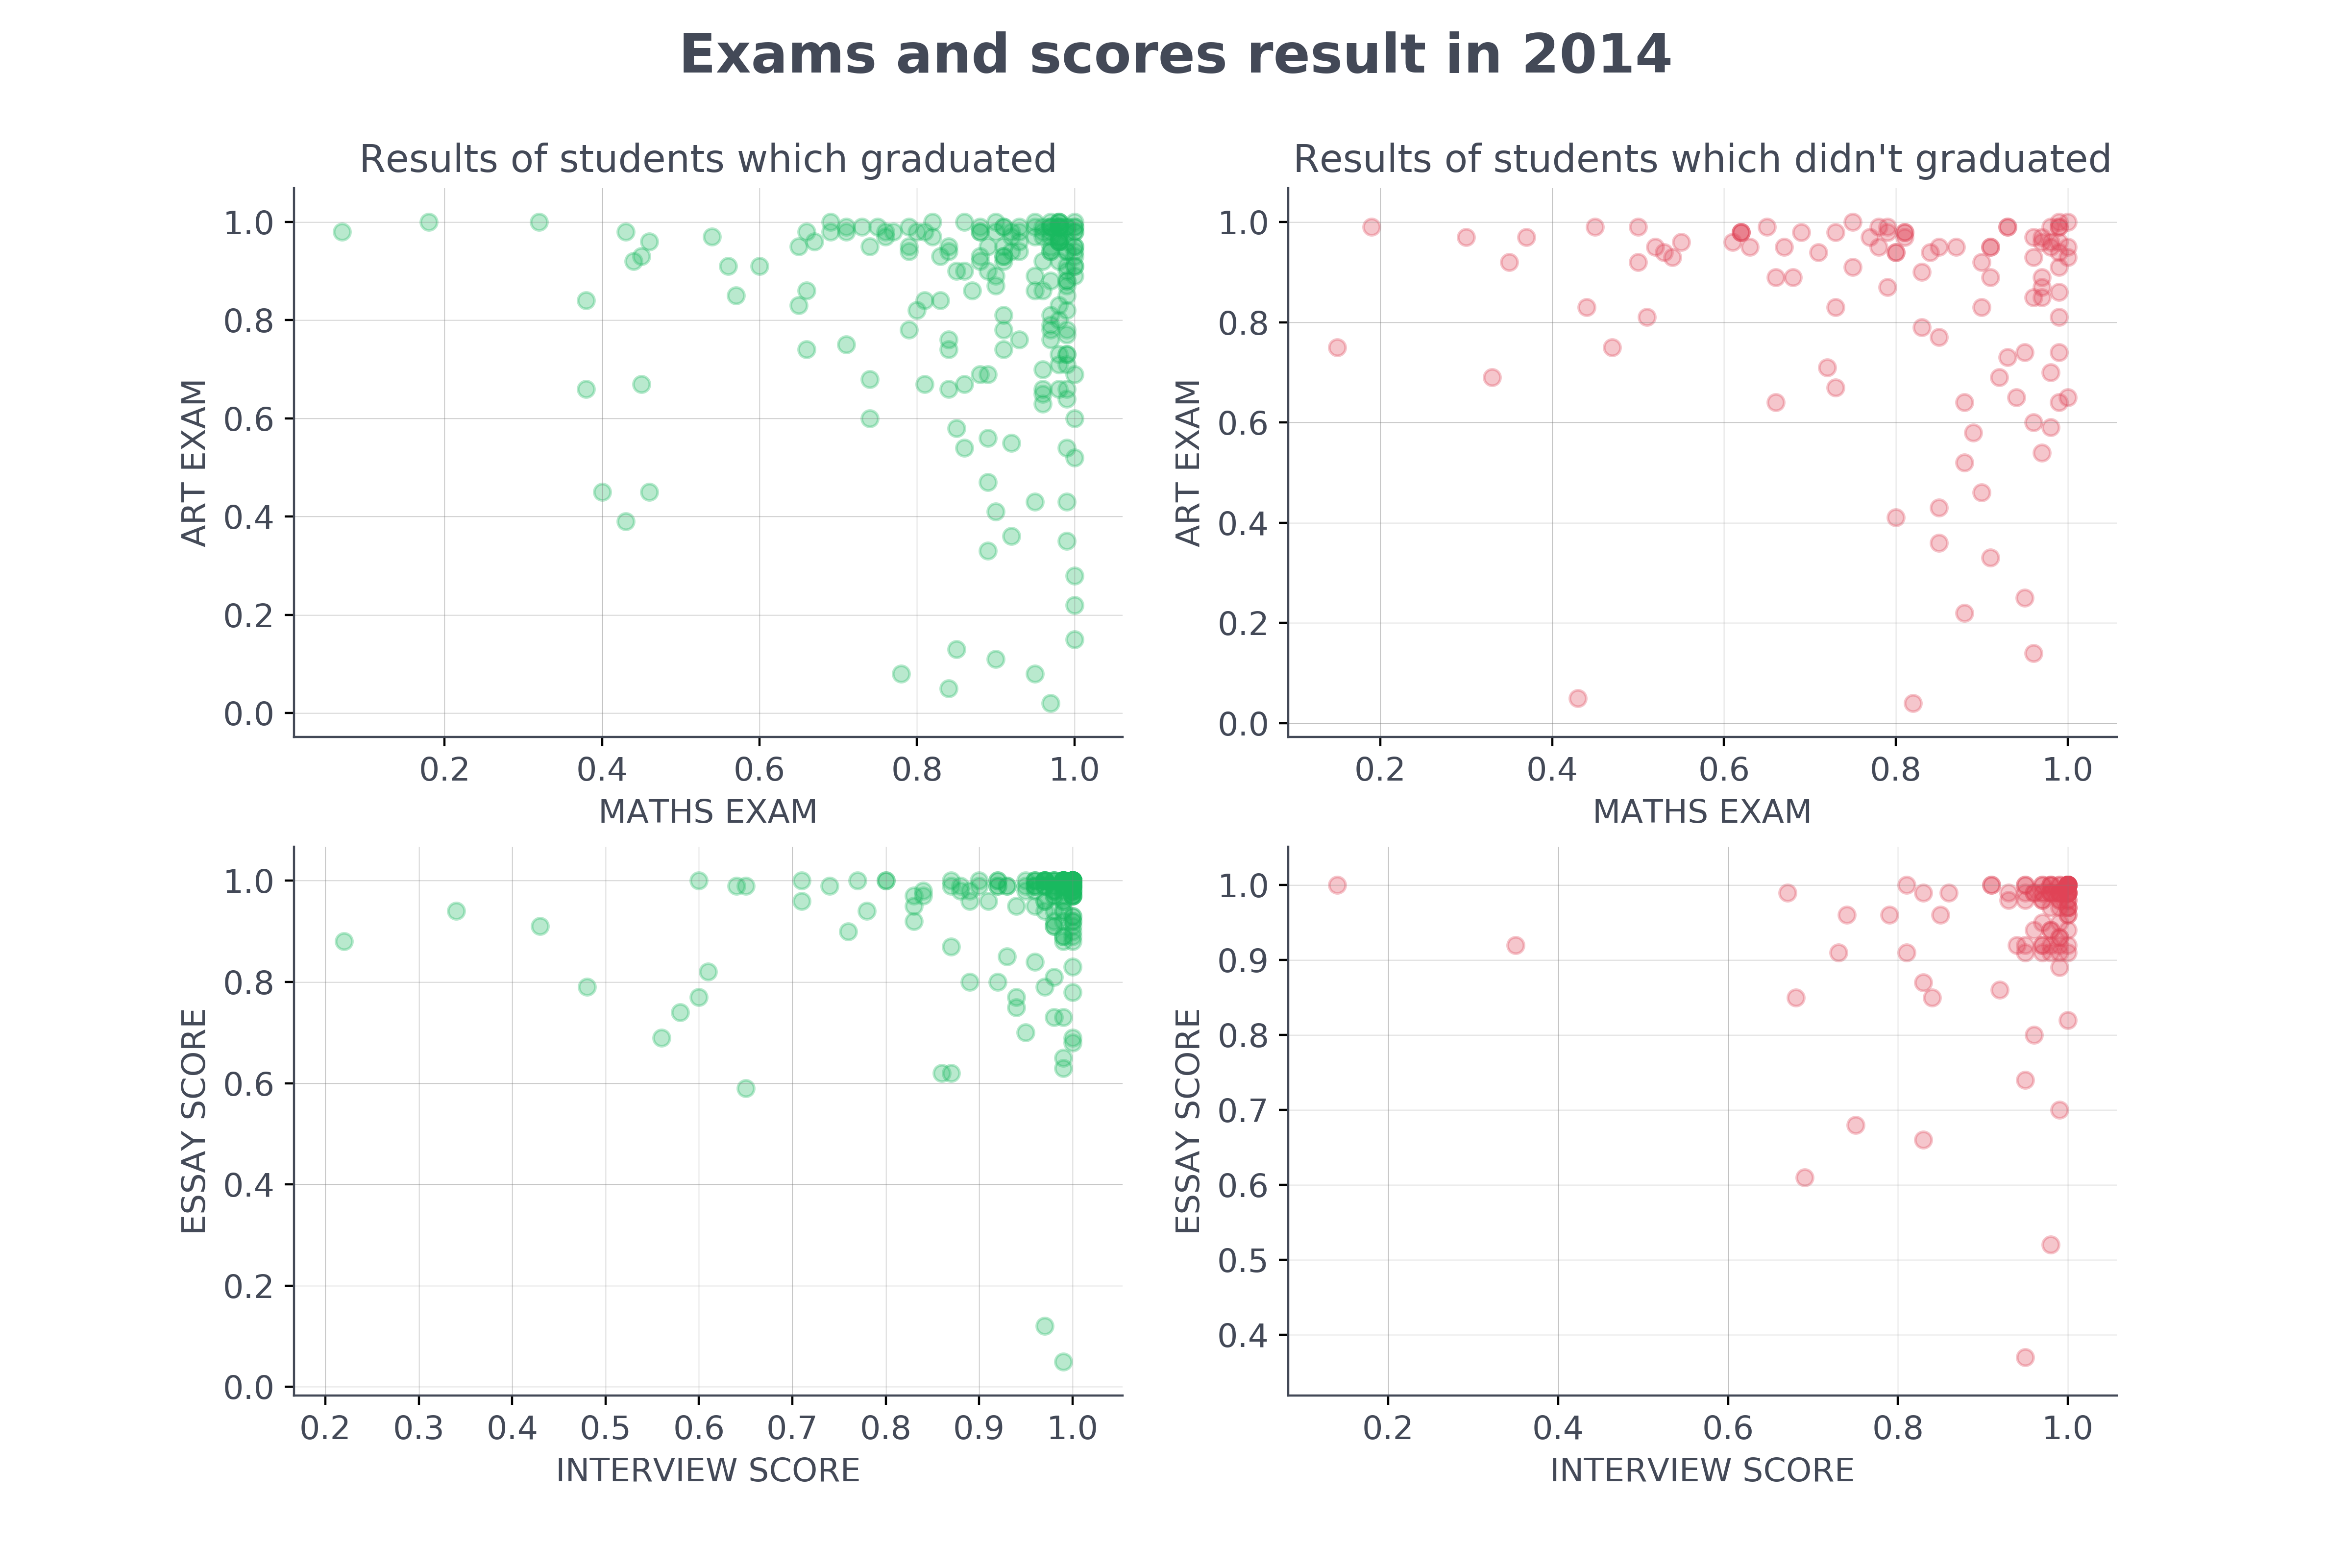 Exams and scores result in 2014
Results of students which graduated
ART EXAM
1.0
0.8
0.6
0.4
0.2
0.0
0.2 0.4 0.6 0.8 1.0
MATHS EXAM
Results of students which didn't graduated
ART EXAM
1.0
0.8
0.6
0.4
0.2
0.0
0.2 0.4 0.6 0.8 1.0
MATHS EXAM
ESSAY SCORE
1.0
0.8
0.6
0.4
0.2
0.0
0.2 0.3 0.4 0.5 0.6 0.7 0.8 0.9 1.0
INTERVIEW SCORE
ESSAY SCORE
1.0
0.9
0.8
0.7
0.6
0.5
0.4
0.2 0.4 0.6 0.8 1.0
INTERVIEW SCORE